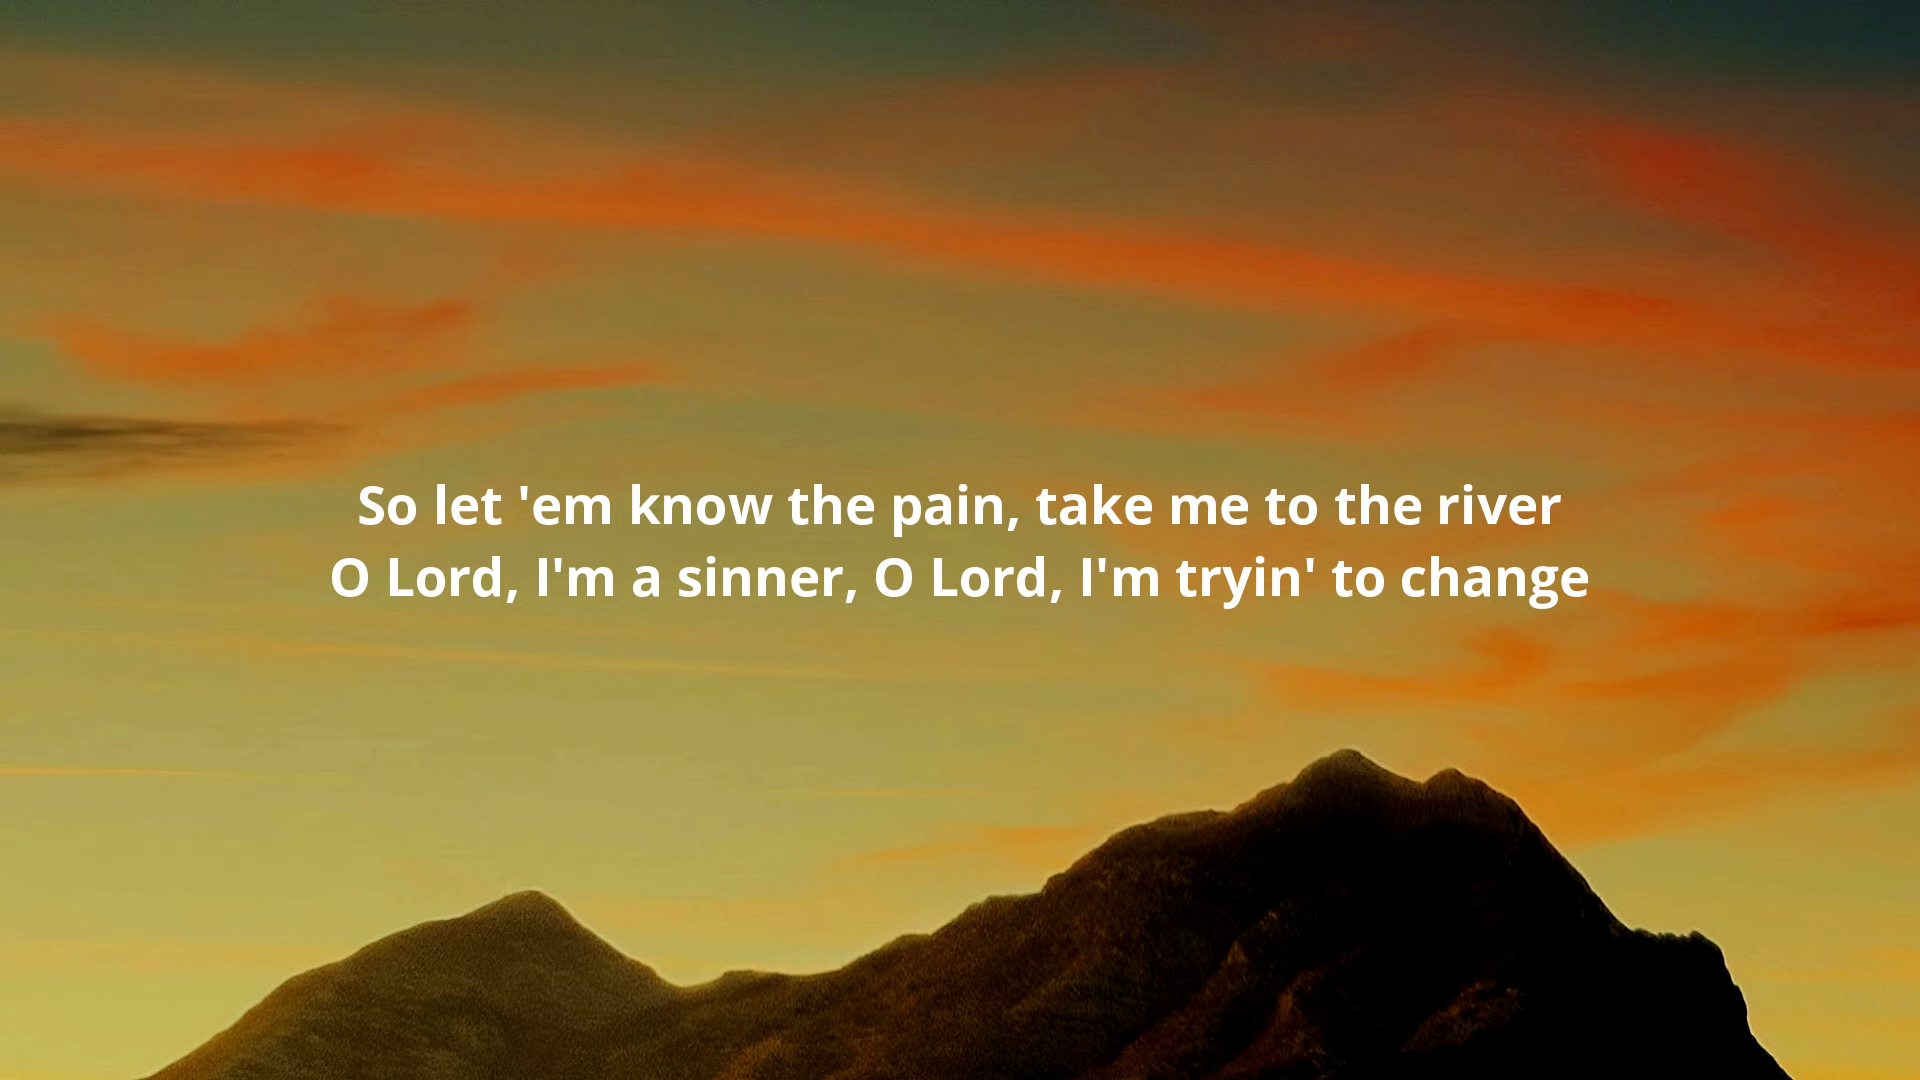 So let 'em know the pain, take me to the river
O Lord, I'm a sinner, O Lord, I'm tryin' to change